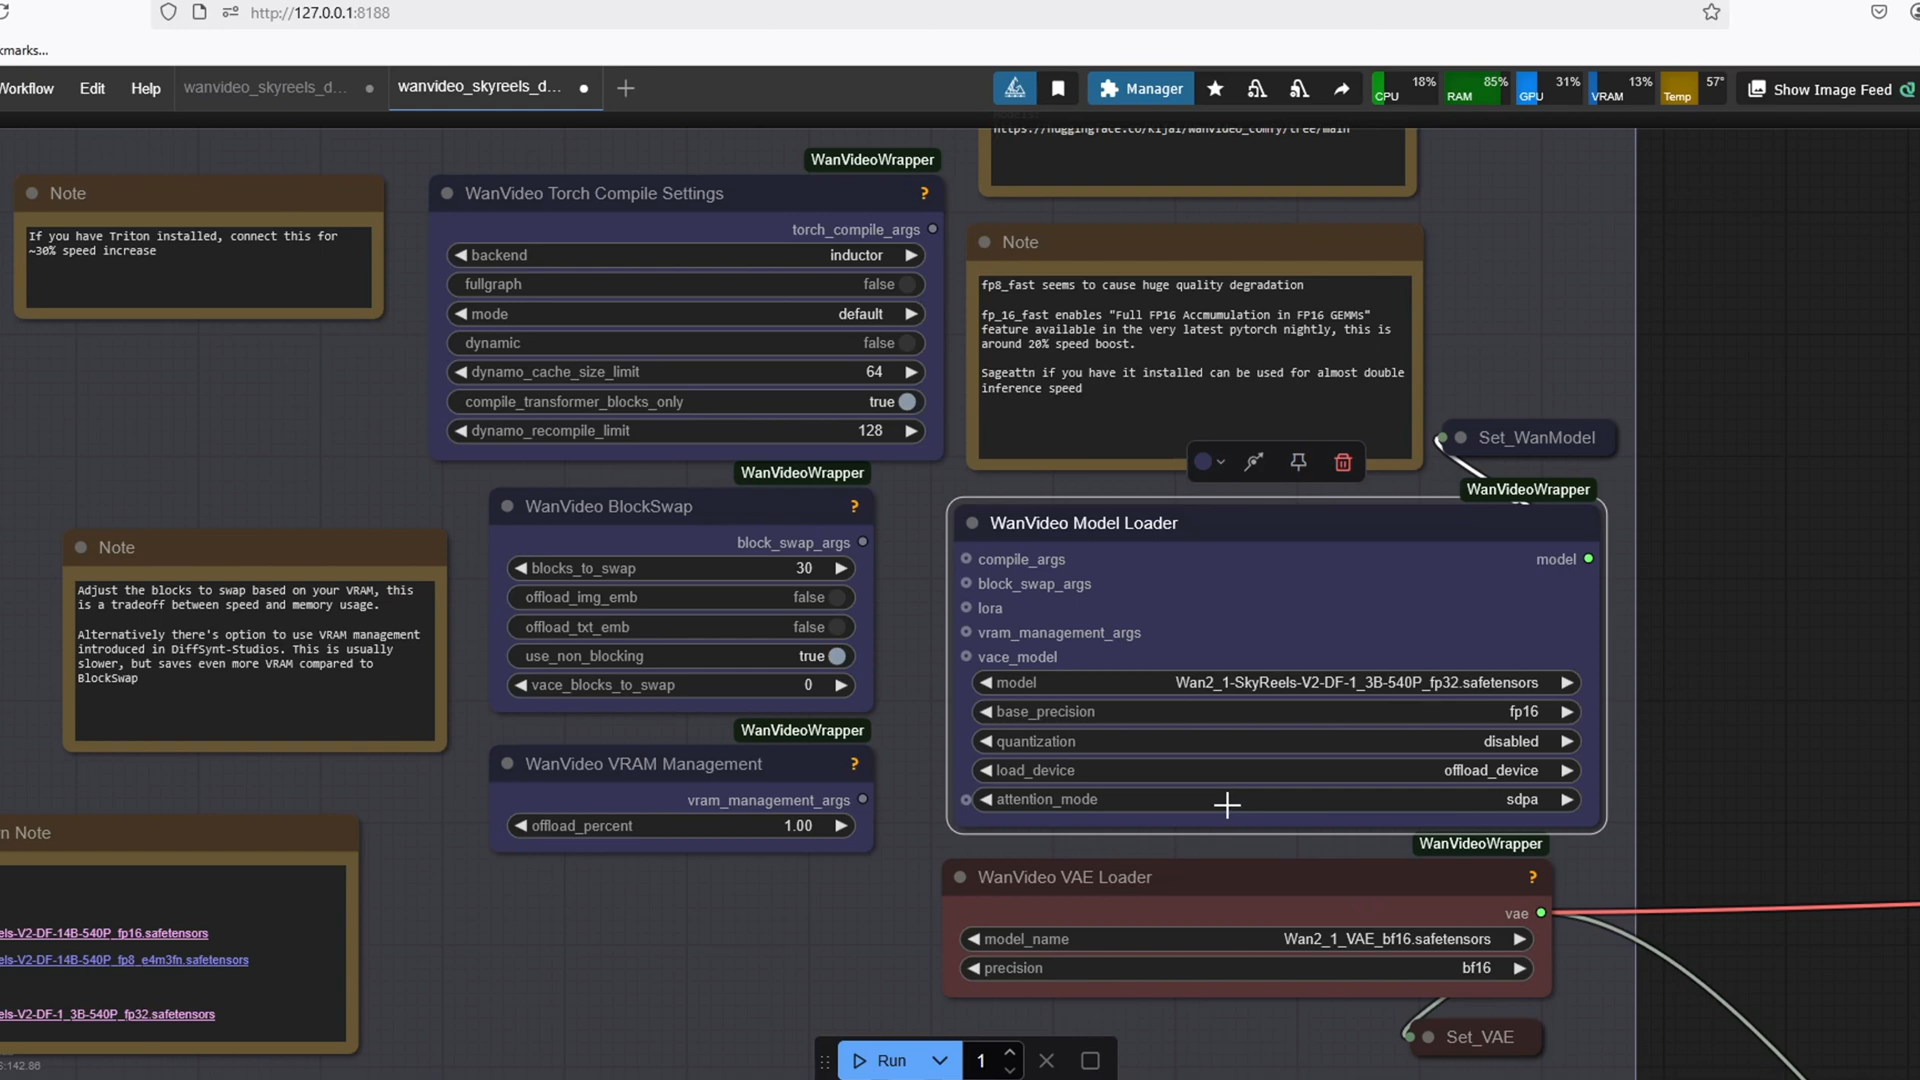 http://127.0.0.1:8188
kmarks...
Workflow Edit Help wanvideo_skyreels_d... wanvideo_skyreels_d... Manager CPU 18% RAM 85% GPU 31% VRAM 13% Temp 57° Show Image Feed
https://huggingface.co/Kijai/WanVideo_comfy/tree/main
WanVideoWrapper
Note
If you have Triton installed, connect this for
~30% speed increase
WanVideo Torch Compile Settings ?
torch_compile_args
backend inductor
fullgraph false
mode default
dynamic false
dynamo_cache_size_limit 64
compile_transformer_blocks_only true
dynamo_recompile_limit 128
Note
fp8_fast seems to cause huge quality degradation
fp_16_fast enables "Full FP16 Accmumulation in FP16 GEMMs"
feature available in the very latest pytorch nightly, this is
around 20% speed boost.
Sageattn if you have it installed can be used for almost double
inference speed
Set_WanModel
WanVideoWrapper
WanVideo BlockSwap ?
block_swap_args
blocks_to_swap 30
offload_img_emb false
offload_txt_emb false
use_non_blocking true
vace_blocks_to_swap 0
Note
Adjust the blocks to swap based on your VRAM, this
is a tradeoff between speed and memory usage.
Alternatively there's option to use VRAM management
introduced in DiffSynt-Studios. This is usually
slower, but saves even more VRAM compared to
BlockSwap
WanVideoWrapper
WanVideo Model Loader
compile_args model
block_swap_args
lora
vram_management_args
vace_model
model Wan2_1-SkyReels-V2-DF-1_3B-540P_fp32.safetensors
base_precision fp16
quantization disabled
load_device offload_device
attention_mode sdpa
WanVideoWrapper
WanVideo VRAM Management ?
vram_management_args
offload_percent 1.00
n Note
els-V2-DF-14B-540P_fp16.safetensors
els-V2-DF-14B-540P_fp8_e4m3fn.safetensors
els-V2-DF-1_3B-540P_fp32.safetensors
WanVideoWrapper
WanVideo VAE Loader ?
vae
model_name Wan2_1_VAE_bf16.safetensors
precision bf16
Set_VAE
Run 1
S:142.86